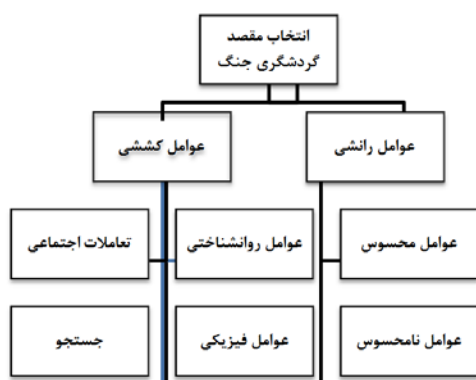 انتخاب مقصد
گردشگری جنگ
عوامل رانشی
عوامل کششی
عوامل محسوس
عوامل روانشناختی
تعاملات اجتماعی
عوامل نامحسوس
عوامل فیزیکی
جستجو